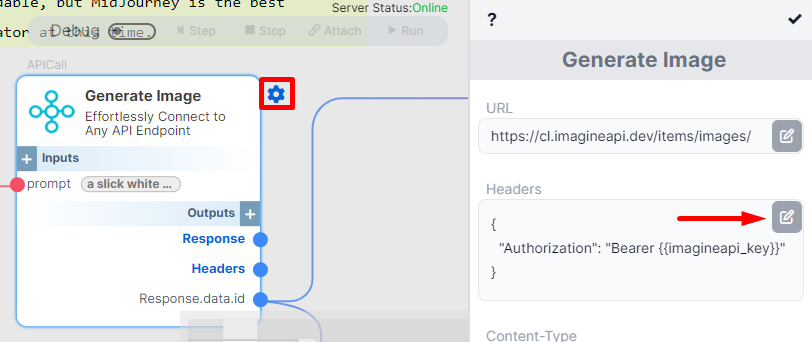 dable, but MidJourney is the best
ator at this time.
Server Status:Online
Debug
Step
Stop
Attach
Run
APICall
Generate Image
Effortlessly Connect to
Any API Endpoint
+ Inputs
prompt
a slick white ...
Outputs +
Response
Headers
Response.data.id
?
Generate Image
URL
https://cl.imagineapi.dev/items/images/
Headers
{
"Authorization": "Bearer {{imagineapi_key}}"
}
Content-Type